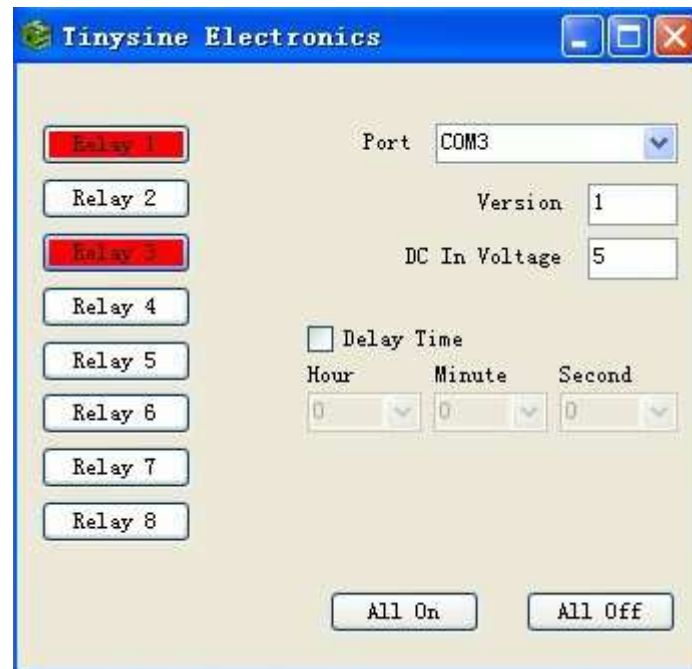 Tinysine Electronics
Relay 1
Relay 2
Relay 3
Relay 4
Relay 5
Relay 6
Relay 7
Relay 8
Port COM3
Version 1
DC In Voltage 5
Delay Time
Hour Minute Second
0 0 0
All On All Off